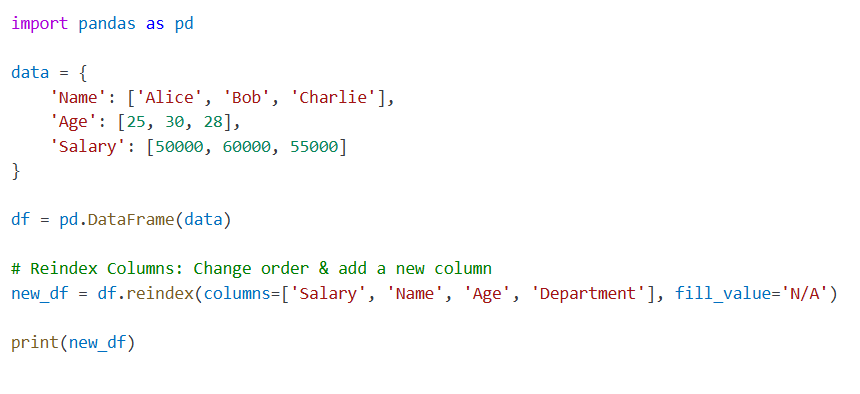 import pandas as pd
data = {
    'Name': ['Alice', 'Bob', 'Charlie'],
    'Age': [25, 30, 28],
    'Salary': [50000, 60000, 55000]
}
df = pd.DataFrame(data)
# Reindex Columns: Change order & add a new column
new_df = df.reindex(columns=['Salary', 'Name', 'Age', 'Department'], fill_value='N/A')
print(new_df)